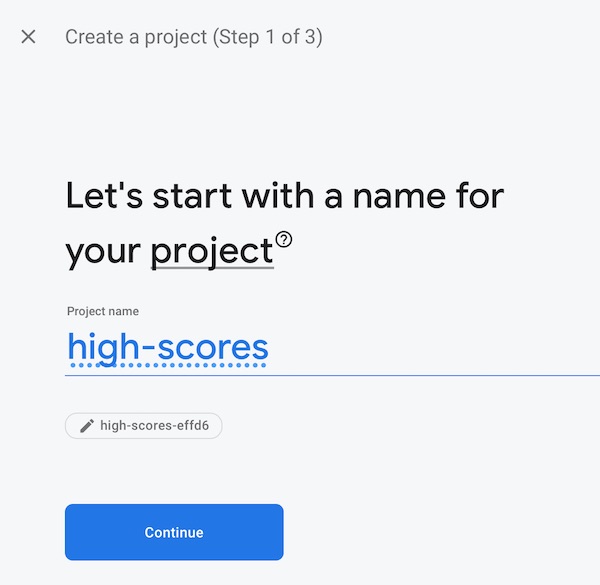 Create a project (Step 1 of 3)
Let's start with a name for
your project
Project name
high-scores
high-scores-effd6
Continue